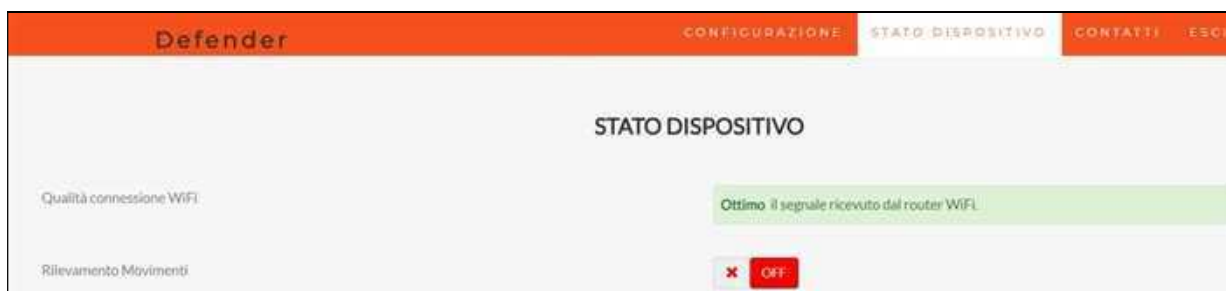 Defender CONFIGURAZIONE STATO DISPOSITIVO CONTATTI
STATO DISPOSITIVO
Qualità connessione WiFi
Ottimo il segnale ricevuto dal router WiFi.
Rilevamento Movimenti
OFF